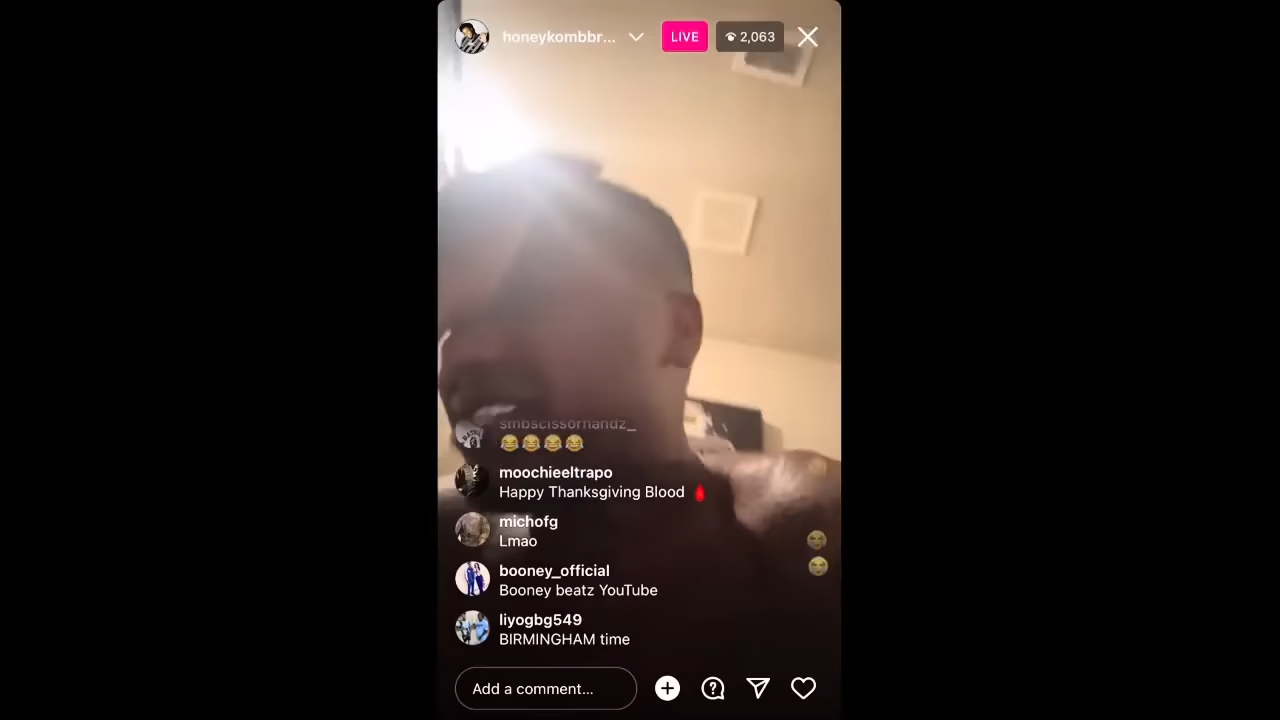 honeykombbr...
LIVE
2,063
smbscissorhandz_
😂😂😂😂
moochieeltrapo
Happy Thanksgiving Blood 🩸
michofg
Lmao
booney_official
Booney beatz YouTube
liyogbg549
BIRMINGHAM time
Add a comment...